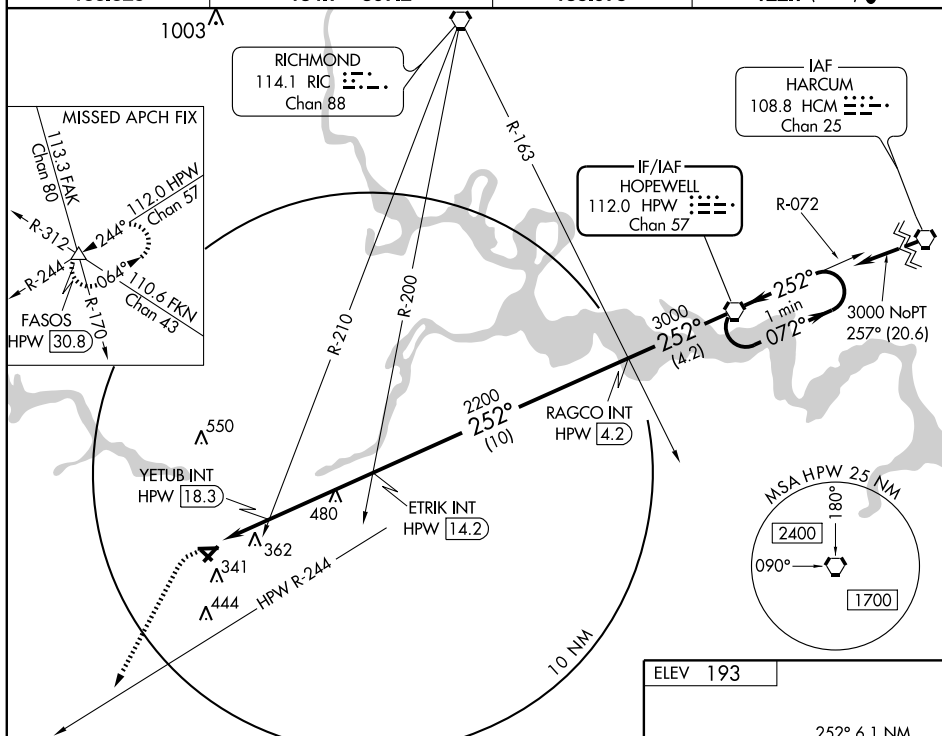 1003
RICHMOND
114.1 RIC
Chan 88
IAF
HARCUM
108.8 HCM
Chan 25
MISSED APCH FIX
113.3 FAK
Chan 80
112.0 HPW
Chan 57
244°
R-312
R-244
064°
110.6 FKN
Chan 43
R-170
FASOS
HPW 30.8
R-163
IF/IAF
HOPEWELL
112.0 HPW
Chan 57
R-072
252°
1 min
072°
3000 NoPT
257° (20.6)
R-210
R-200
3000
252°
(4.2)
RAGCO INT
HPW 4.2
2200
252°
(10)
550
YETUB INT
HPW 18.3
480
ETRIK INT
HPW 14.2
362
341
444
HPW R-244
10 NM
MSA HPW 25 NM
180°
2400
090°
1700
ELEV 193
252° 6.1 NM